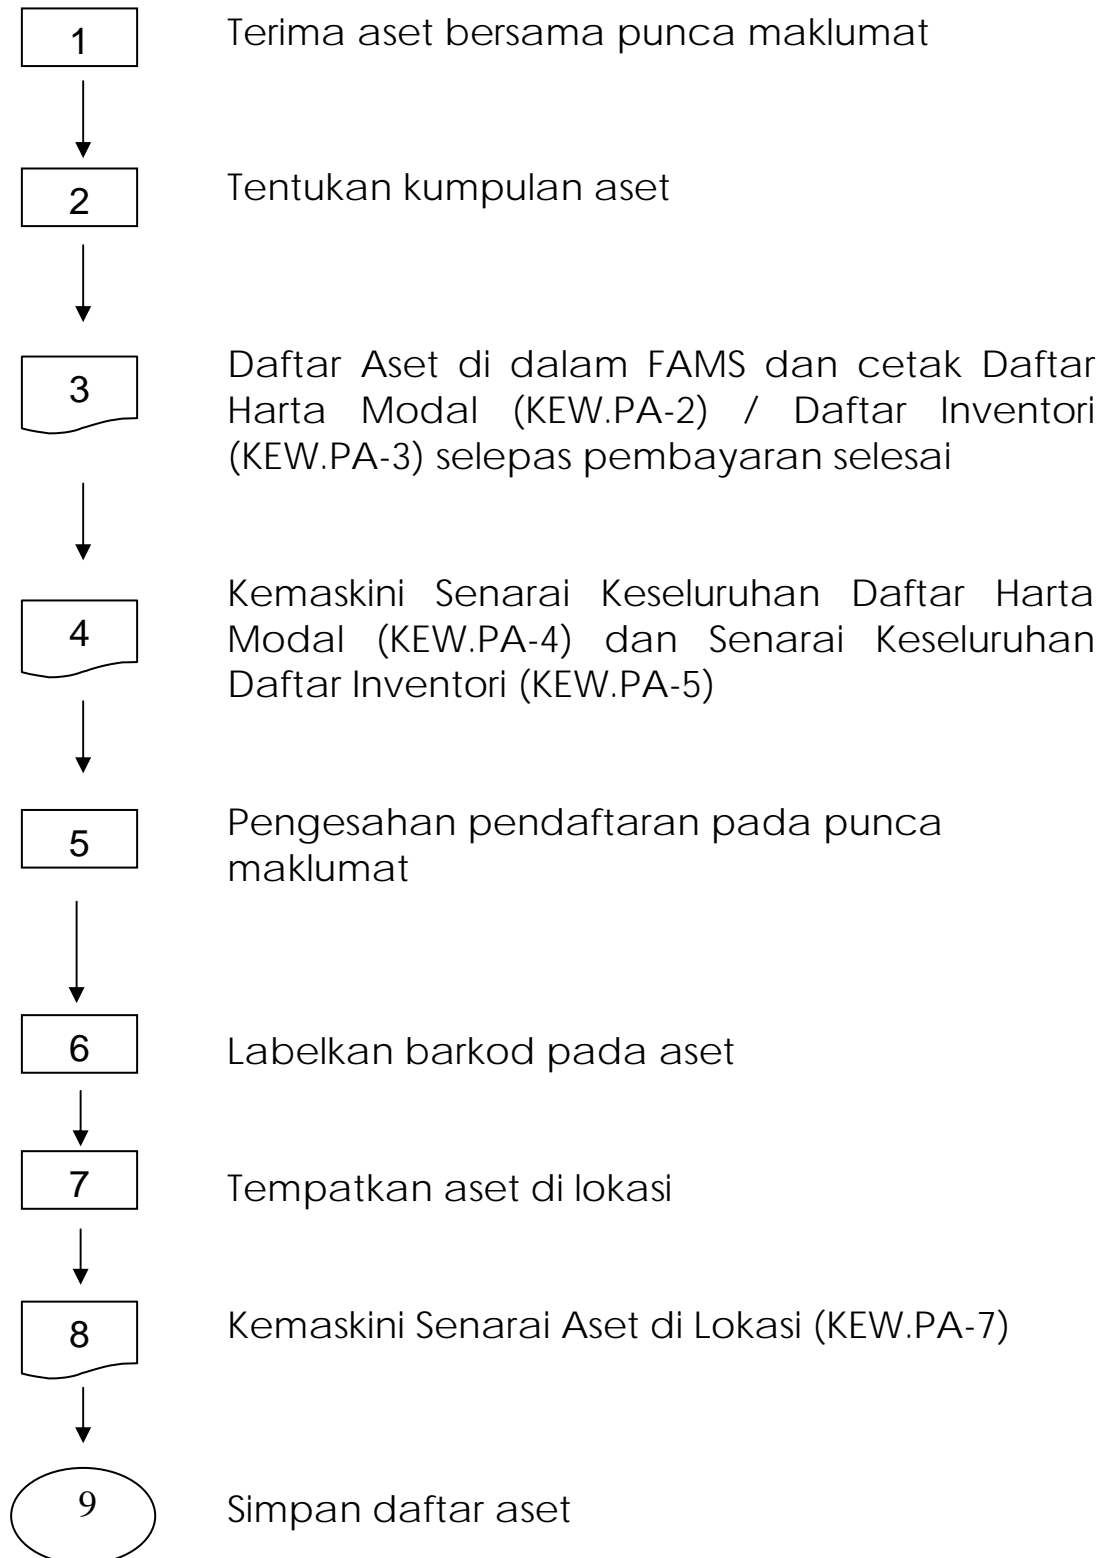 1
Terima aset bersama punca maklumat
2
Tentukan kumpulan aset
3
Daftar Aset di dalam FAMS dan cetak Daftar
Harta Modal (KEW.PA-2) / Daftar Inventori
(KEW.PA-3) selepas pembayaran selesai
4
Kemaskini Senarai Keseluruhan Daftar Harta
Modal (KEW.PA-4) dan Senarai Keseluruhan
Daftar Inventori (KEW.PA-5)
5
Pengesahan pendaftaran pada punca
maklumat
6
Labelkan barkod pada aset
7
Tempatkan aset di lokasi
8
Kemaskini Senarai Aset di Lokasi (KEW.PA-7)
9
Simpan daftar aset